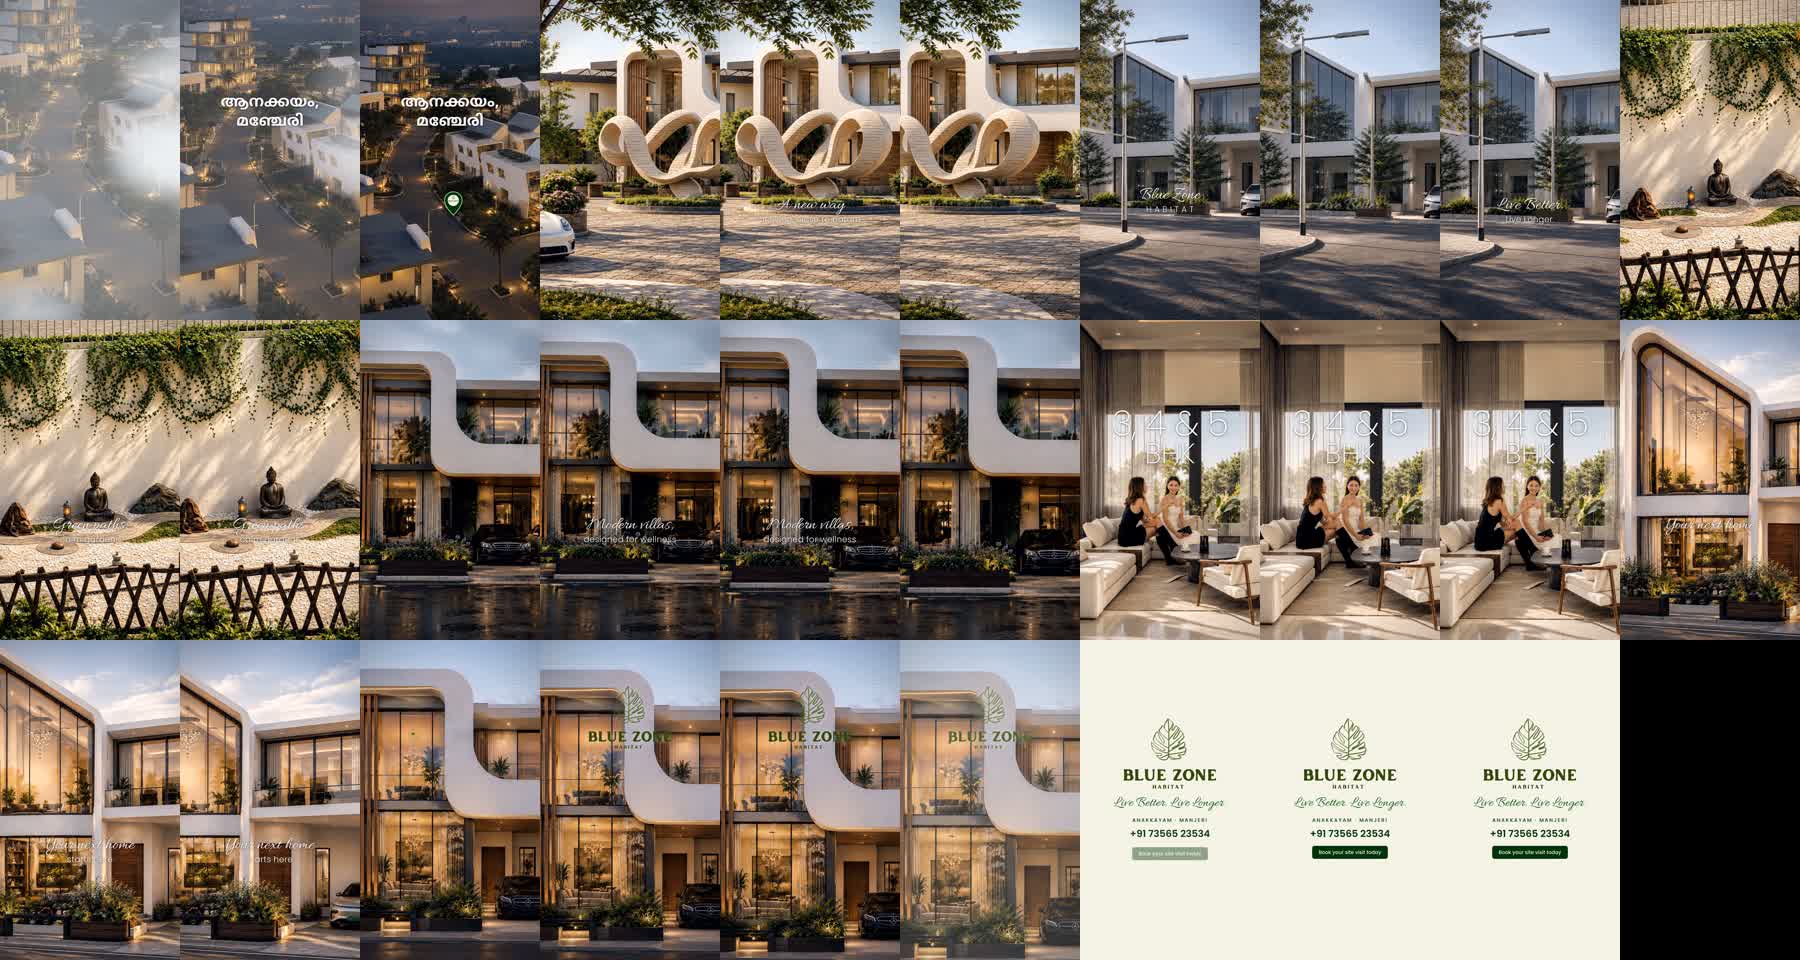 ആനക്കയം,
മഞ്ചേരി
ആനക്കയം,
മഞ്ചേരി
A new way
Blue Zone
HABITAT
Live Better
Live Longer
Green paths
Green paths
Modern villas,
designed for wellness
Modern villas,
designed for wellness
3, 4 & 5
BHK
3, 4 & 5
BHK
3, 4 & 5
BHK
Your next home
Your next home
starts here
Your next home
starts here
BLUE ZONE
HABITAT
BLUE ZONE
HABITAT
BLUE ZONE
HABITAT
BLUE ZONE
HABITAT
Live Better. Live Longer.
ANAKKAYAM · MANJERI
+91 73565 23534
Book your site visit today
BLUE ZONE
HABITAT
Live Better. Live Longer.
ANAKKAYAM · MANJERI
+91 73565 23534
Book your site visit today
BLUE ZONE
HABITAT
Live Better. Live Longer.
ANAKKAYAM · MANJERI
+91 73565 23534
Book your site visit today